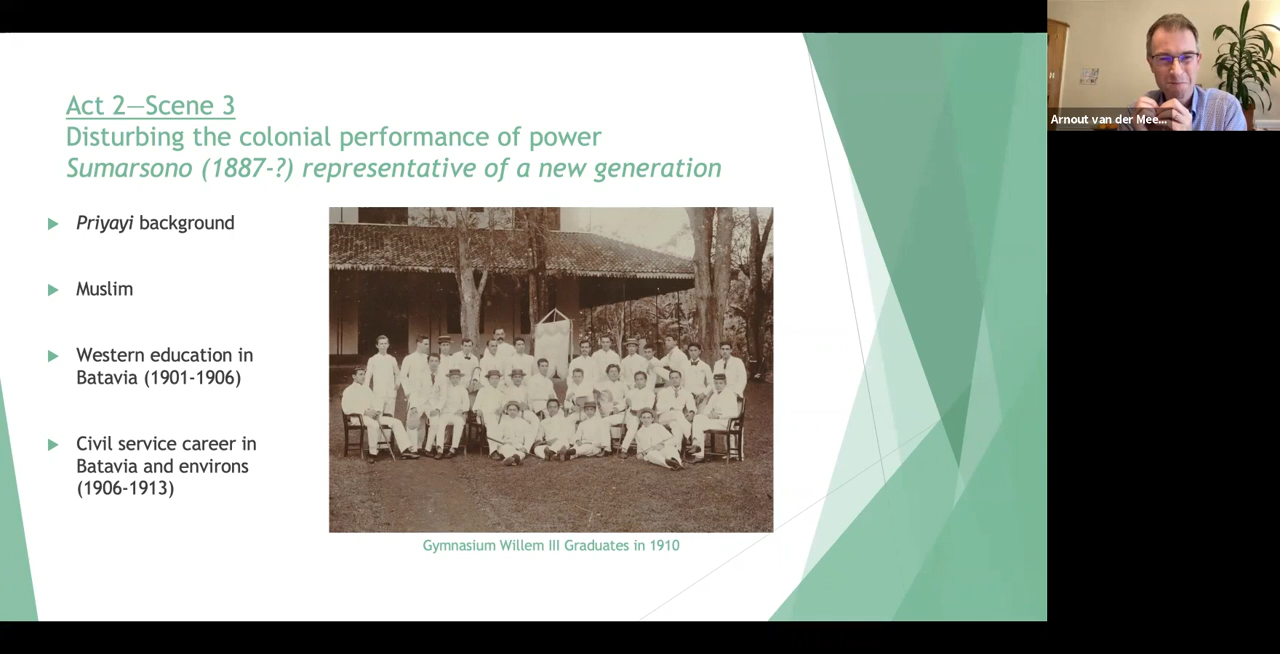 Act 2—Scene 3
Disturbing the colonial performance of power
Sumarsono (1887-?) representative of a new generation
Priyayi background
Muslim
Western education in
Batavia (1901-1906)
Civil service career in
Batavia and environs
(1906-1913)
Gymnasium Willem III Graduates in 1910
Arnout van der Mee...